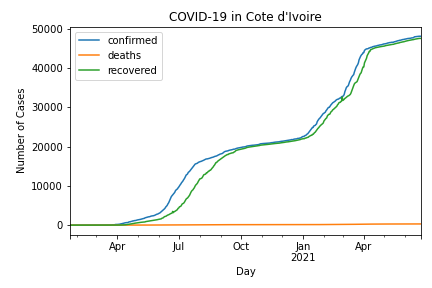 COVID-19 in Cote d'Ivoire
confirmed
deaths
recovered
Number of Cases
50000
40000
30000
20000
10000
0
Apr
Jul
Oct
Jan
2021
Apr
Day